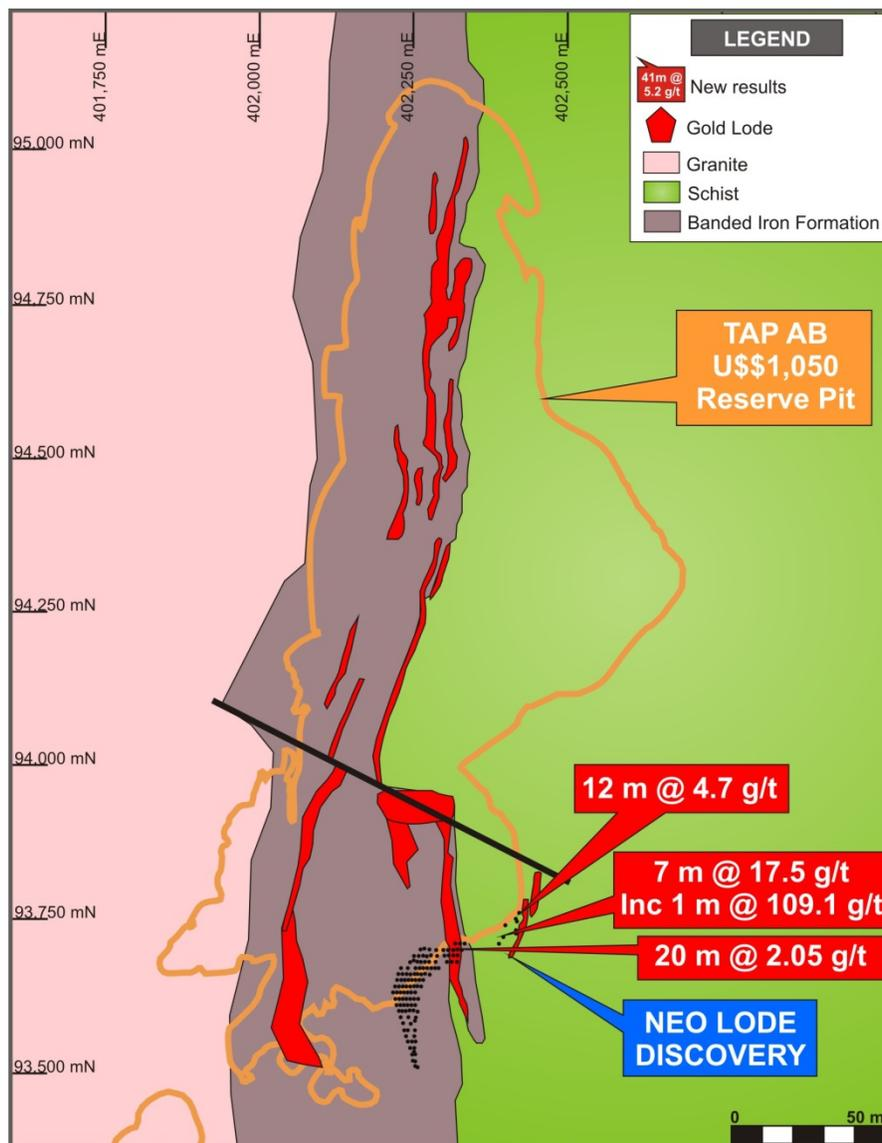 401,750 mE
402,000 mE
402,250 mE
402,500 mE
LEGEND
41m @
5.2 g/t
New results
Gold Lode
Granite
Schist
Banded Iron Formation
95,000 mN
94,750 mN
TAP AB
U$$1,050
Reserve Pit
94,500 mN
94,250 mN
94,000 mN
12 m @ 4.7 g/t
7 m @ 17.5 g/t
Inc 1 m @ 109.1 g/t
93,750 mN
20 m @ 2.05 g/t
NEO LODE
DISCOVERY
93,500 mN
0
50 m